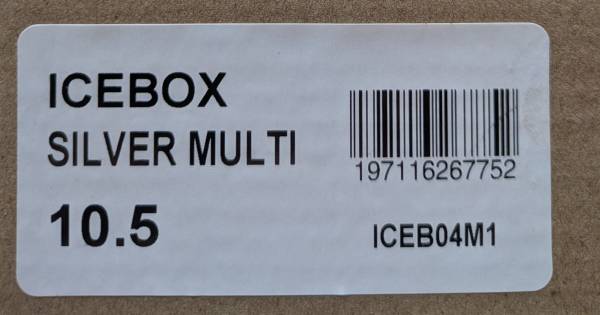 ICEBOX
SILVER MULTI
10.5
197116267752
ICEB04M1